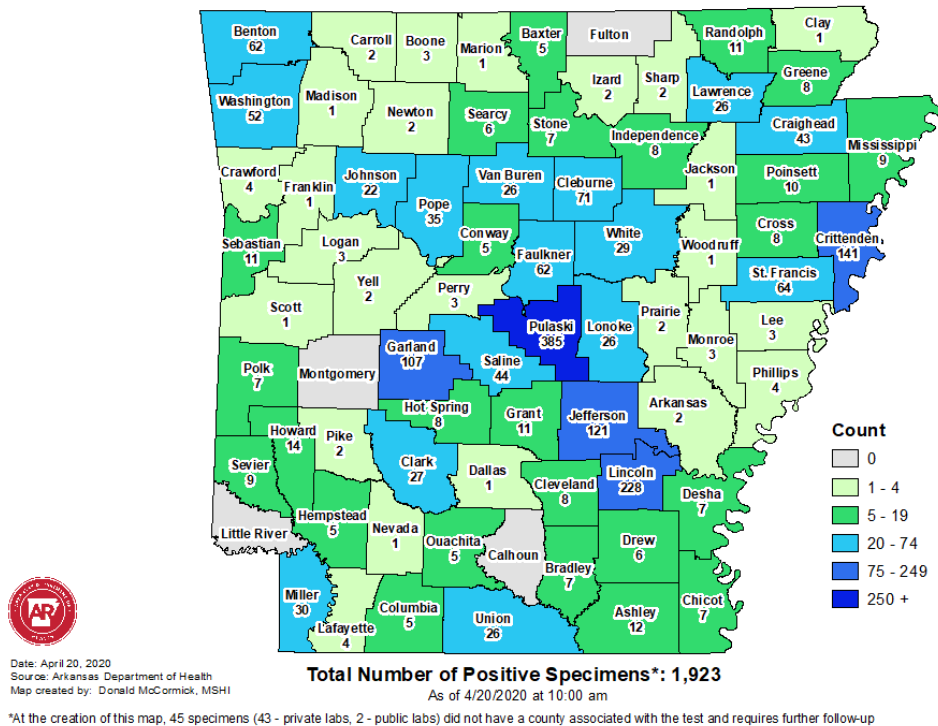 Benton
62
Carroll
2
Boone
3
Marion
1
Baxter
5
Fulton
Randolph
11
Clay
1
Izard
2
Sharp
2
Lawrence
26
Greene
8
Washington
52
Madison
1
Newton
2
Searcy
6
Stone
7
Independence
8
Craighead
43
Mississippi
9
Crawford
4
Franklin
1
Johnson
22
Pope
35
Van Buren
26
Cleburne
71
Jackson
1
Poinsett
10
Sebastian
11
Logan
3
Conway
5
Faulkner
62
White
29
Woodruff
1
Cross
8
Crittenden
141
St. Francis
64
Scott
1
Yell
2
Perry
3
Pulaski
385
Lonoke
26
Prairie
2
Monroe
3
Lee
3
Phillips
4
Polk
7
Montgomery
Garland
107
Saline
44
Hot Spring
8
Grant
11
Jefferson
121
Arkansas
2
Howard
14
Pike
2
Clark
27
Dallas
1
Cleveland
8
Lincoln
228
Desha
7
Sevier
9
Little River
Hempstead
5
Nevada
1
Ouachita
5
Calhoun
Bradley
7
Drew
6
Miller
30
Lafayette
4
Columbia
5
Union
26
Ashley
12
Chicot
7
Count
0
1 - 4
5 - 19
20 - 74
75 - 249
250 +
AR
Date: April 20, 2020
Source: Arkansas Department of Health
Map created by: Donald McCormick, MSHI
Total Number of Positive Specimens*: 1,923
As of 4/20/2020 at 10:00 am
*At the creation of this map, 45 specimens (43 - private labs, 2 - public labs) did not have a county associated with the test and requires further follow-up